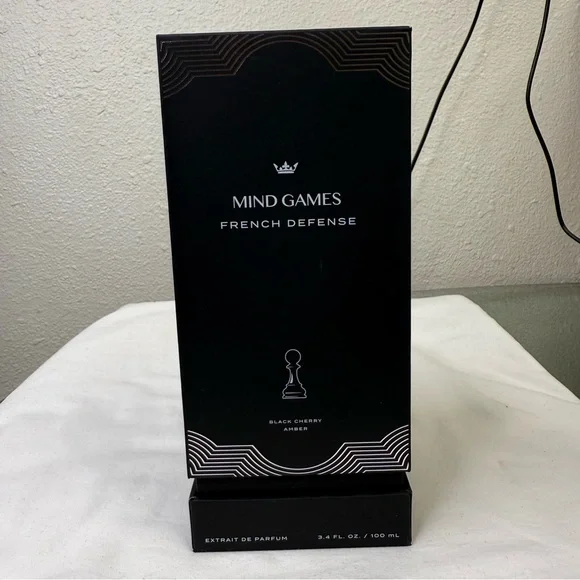 MIND GAMES
FRENCH DEFENSE
BLACK CHERRY
AMBER
EXTRAIT DE PARFUM 3.4 FL. OZ. / 100 mL